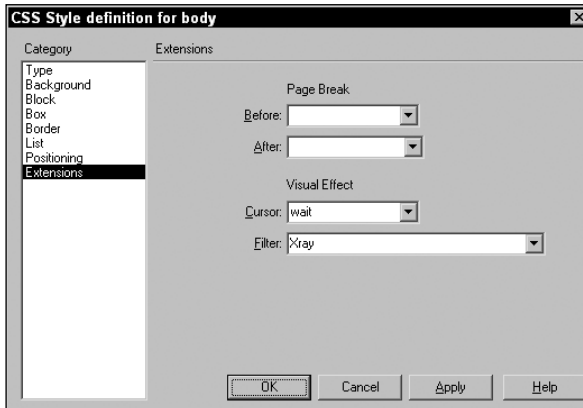 CSS Style definition for body
Category
Extensions
Type
Background
Block
Box
Border
List
Positioning
Extensions
Page Break
Before:
After:
Visual Effect
Cursor: wait
Filter: Xray
OK Cancel Apply Help